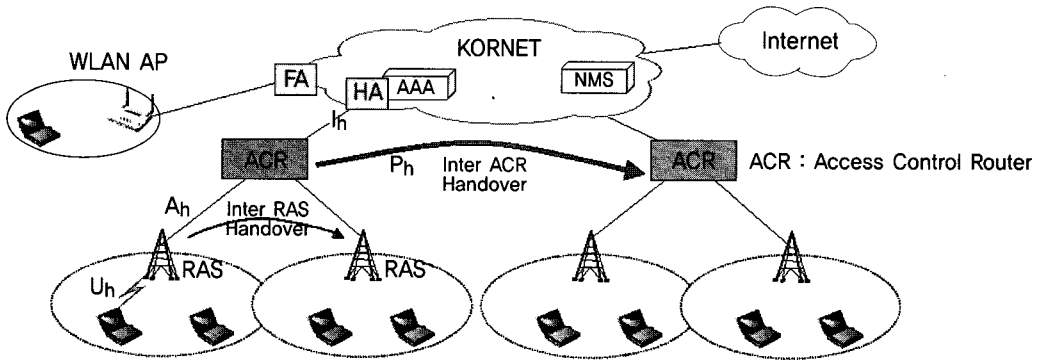 KORNET
Internet
WLAN AP
FA
HA
AAA
NMS
Ih
ACR
Ph
Inter ACR
Handover
ACR
ACR : Access Control Router
Ah
Inter RAS
Handover
RAS
RAS
Uh